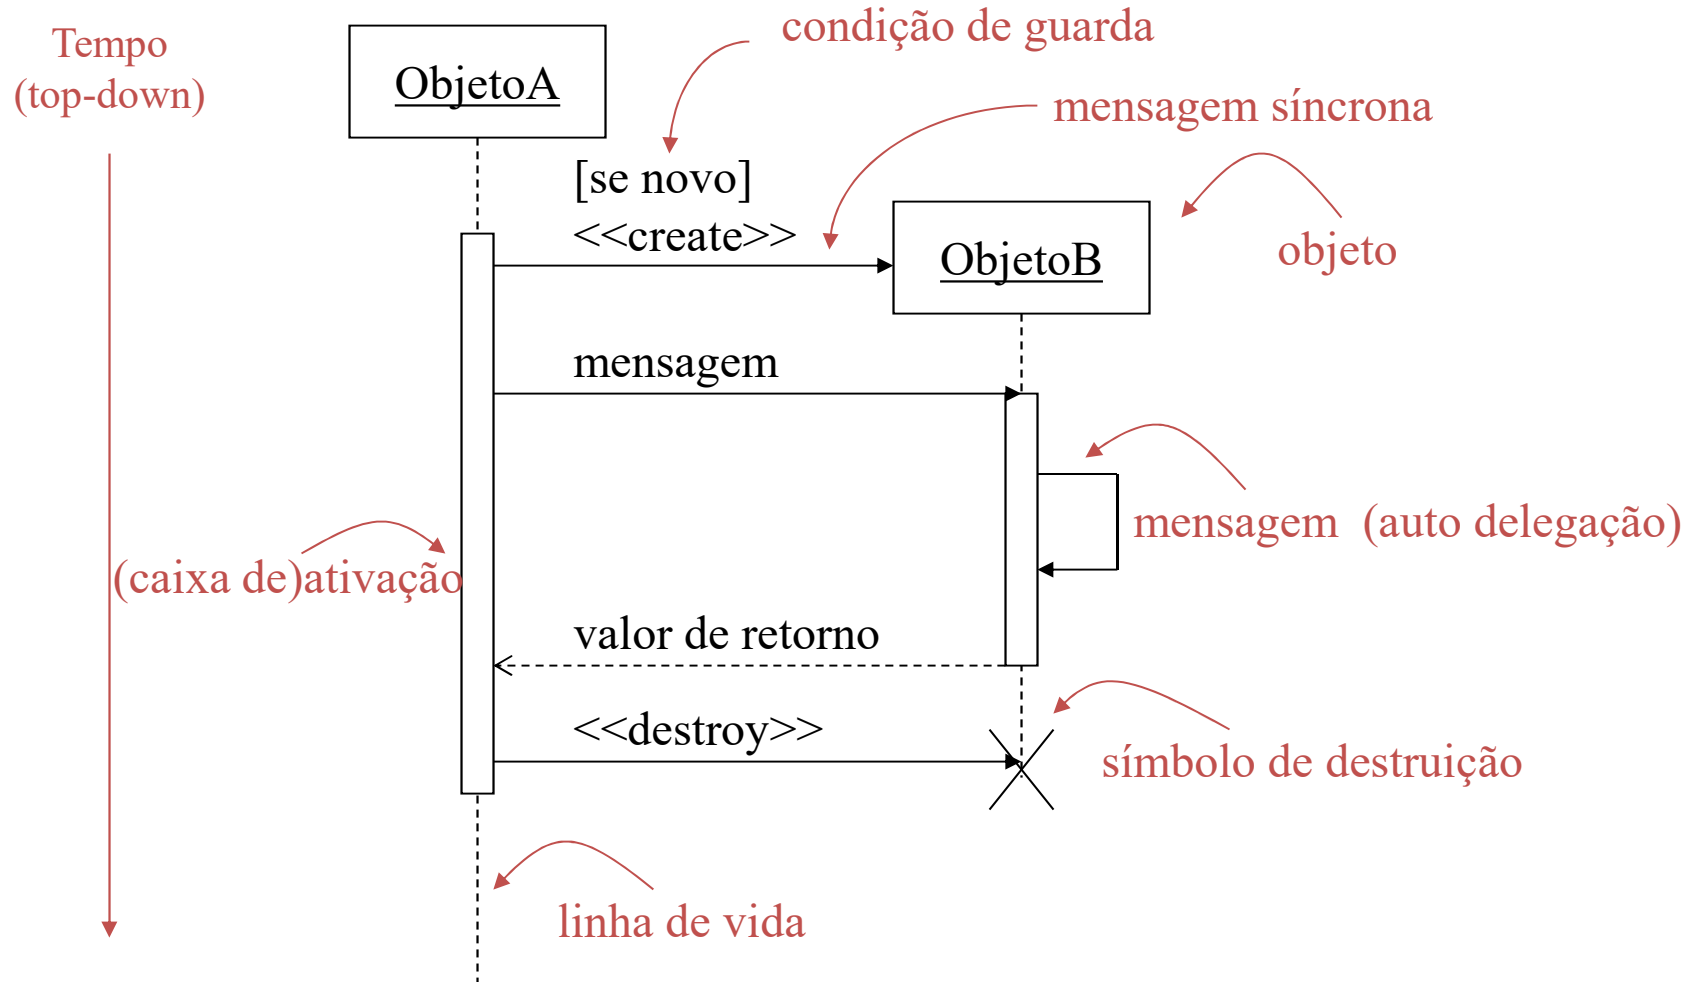 Tempo
(top-down)
condição de guarda
ObjetoA
mensagem síncrona
[se novo]
<<create>>
ObjetoB
objeto
mensagem
mensagem (auto delegação)
(caixa de)ativação
valor de retorno
<<destroy>>
símbolo de destruição
linha de vida